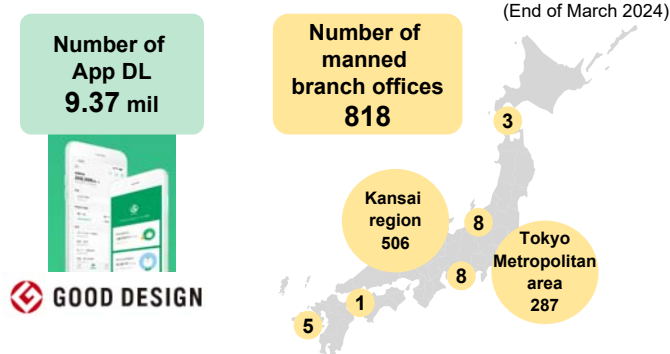 (End of March 2024)
Number of
App DL
9.37 mil
Number of
manned
branch offices
818
3
Kansai
region
506
8
Tokyo
Metropolitan
area
287
8
1
5
GOOD DESIGN